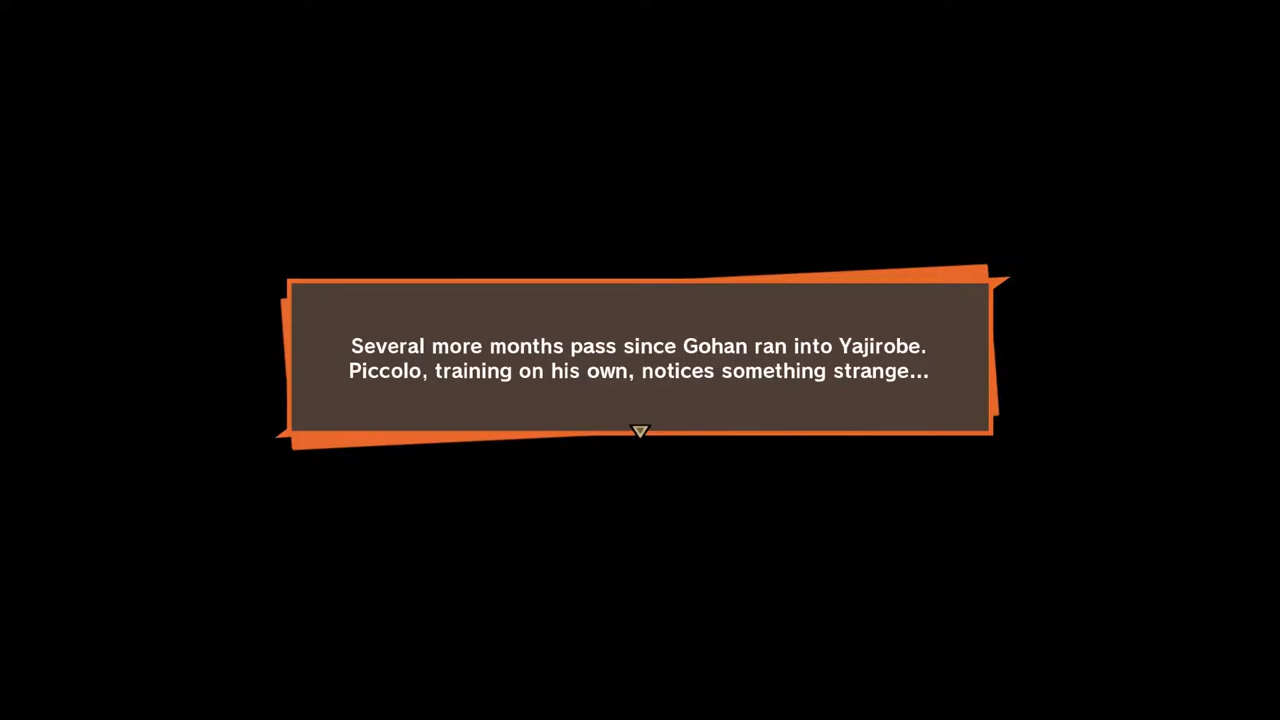 Several more months pass since Gohan ran into Yajirobe.
Piccolo, training on his own, notices something strange...